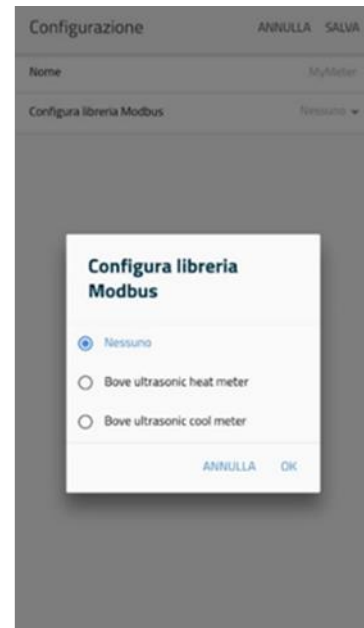 Configurazione ANNULLA SALVA
Nome MyMeter
Configura libreria Modbus Nessuno
Configura libreria
Modbus
Nessuno
Bove ultrasonic heat meter
Bove ultrasonic cool meter
ANNULLA OK